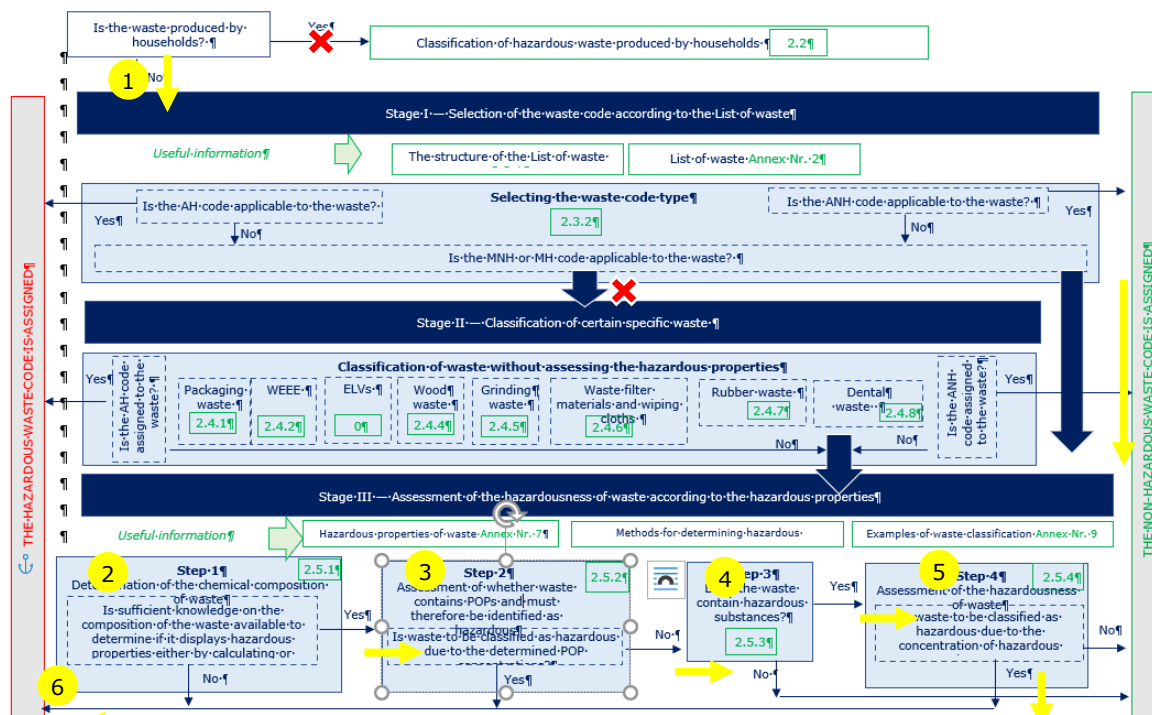 Is the waste produced by
households? ¶
Yes¶
Classification of hazardous waste produced by households ¶
2.2¶
1
No
Stage I — Selection of the waste code according to the List of waste¶
Useful information¶
The structure of the List of waste
List of waste Annex Nr. 2¶
Selecting the waste code type¶
2.3.2¶
Is the AH code applicable to the waste? ¶
Is the ANH code applicable to the waste? ¶
Yes¶
Yes¶
No¶
No¶
Is the MNH or MH code applicable to the waste? ¶
Stage II — Classification of certain specific waste ¶
Classification of waste without assessing the hazardous properties¶
Yes¶
Is the AH code
assigned to the
waste? ¶
Packaging
waste ¶
2.4.1¶
WEEE ¶
2.4.2¶
ELVs ¶
0¶
Wood¶
waste ¶
2.4.4¶
Grinding¶
waste ¶
2.4.5¶
Waste filter
materials and wiping
cloths ¶
2.4.6¶
Rubber waste ¶
2.4.7¶
Dental
waste ¶
2.4.8¶
Is the ANH
code assigned
to the waste?¶
Yes¶
No¶
No¶
Stage III — Assessment of the hazardousness of waste according to the hazardous properties¶
Useful information¶
Hazardous properties of waste Annex Nr. 7¶
Methods for determining hazardous
Examples of waste classification Annex Nr. 9
2
Step 1¶
2.5.1¶
of the chemical composition
of waste¶
Is sufficient knowledge on the
composition of the waste available to
determine if it displays hazardous
properties either by calculating or
Yes¶
No ¶
3
Step 2¶
2.5.2¶
Assessment of whether waste
contains POPs and must
therefore be identified as
hazardous¶
Is waste to be classified as hazardous
due to the determined POP
No ¶
Yes ¶
4
Step 3¶
the waste
contain hazardous
substances?¶
2.5.3¶
Yes¶
No ¶
5
Step 4¶
2.5.4¶
Assessment of the hazardousness
of waste¶
waste to be classified as
hazardous due to the
concentration of hazardous
No¶
Yes¶
6
THE HAZARDOUS WASTE CODE IS ASSIGNED¶
THE NON-HAZARDOUS WASTE CODE IS ASSIGNED¶